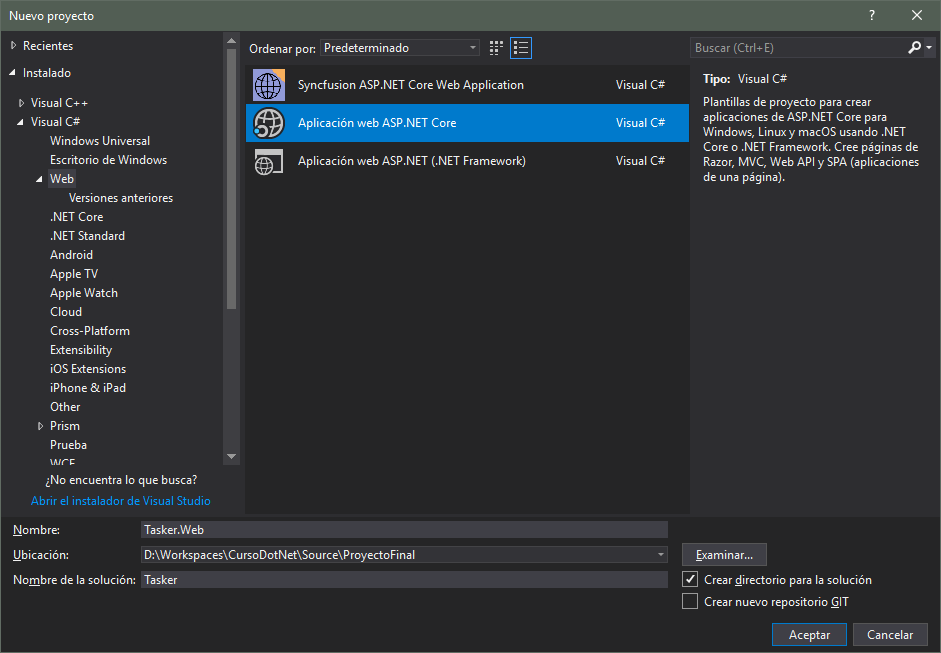 Nuevo proyecto
?
Recientes
Instalado
Visual C++
Visual C#
Windows Universal
Escritorio de Windows
Web
Versiones anteriores
.NET Core
.NET Standard
Android
Apple TV
Apple Watch
Cloud
Cross-Platform
Extensibility
iOS Extensions
iPhone & iPad
Other
Prism
Prueba
WCF
¿No encuentra lo que busca?
Abrir el instalador de Visual Studio
Ordenar por: Predeterminado
Syncfusion ASP.NET Core Web Application Visual C#
Aplicación web ASP.NET Core Visual C#
Aplicación web ASP.NET (.NET Framework) Visual C#
Buscar (Ctrl+E)
Tipo: Visual C#
Plantillas de proyecto para crear
aplicaciones de ASP.NET Core para
Windows, Linux y macOS usando .NET
Core o .NET Framework. Cree páginas de
Razor, MVC, Web API y SPA (aplicaciones
de una página).
Nombre: Tasker.Web
Ubicación: D:\Workspaces\CursoDotNet\Source\ProyectoFinal
Examinar...
Nombre de la solución: Tasker
Crear directorio para la solución
Crear nuevo repositorio GIT
Aceptar
Cancelar